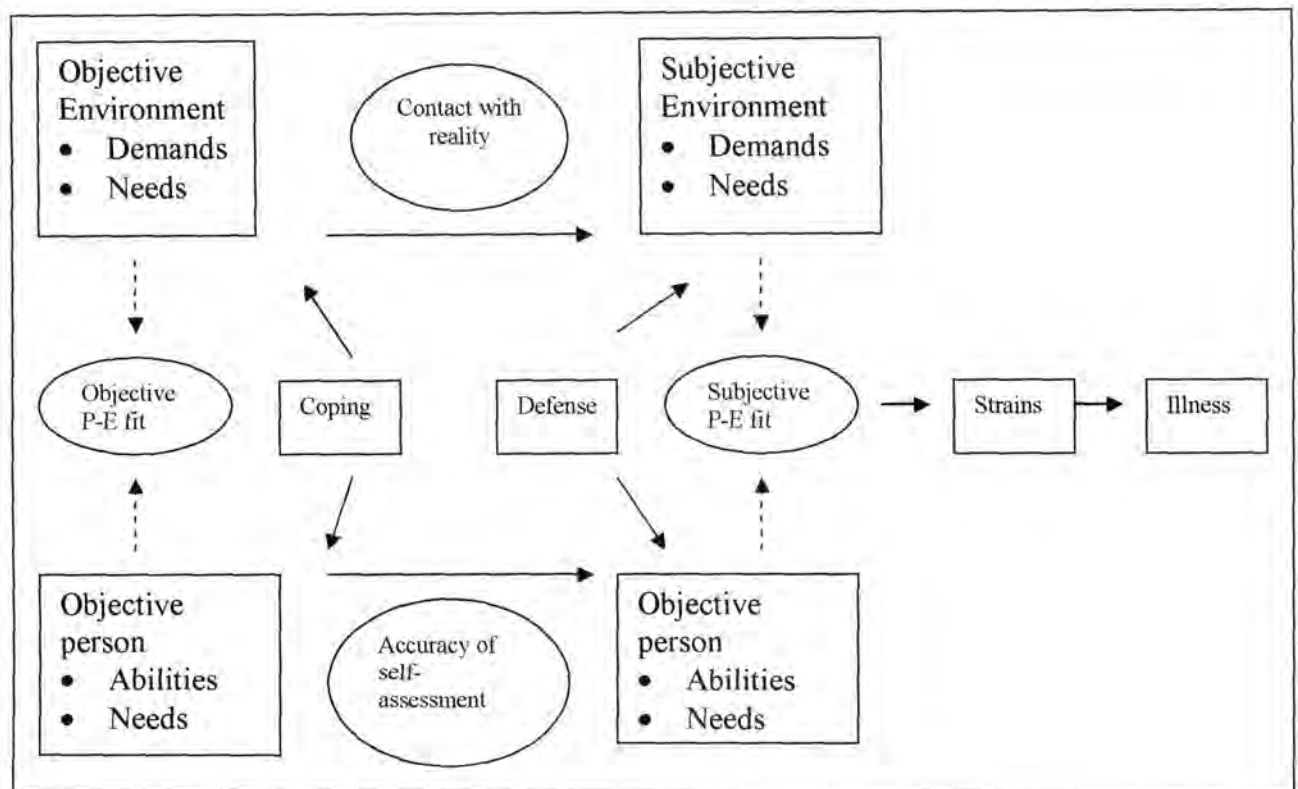 Objective
Environment
• Demands
• Needs
Contact with
reality
Subjective
Environment
• Demands
• Needs
Objective
P-E fit
Coping
Defense
Subjective
P-E fit
Strains
Illness
Objective
person
• Abilities
• Needs
Accuracy of
self-
assessment
Objective
person
• Abilities
• Needs